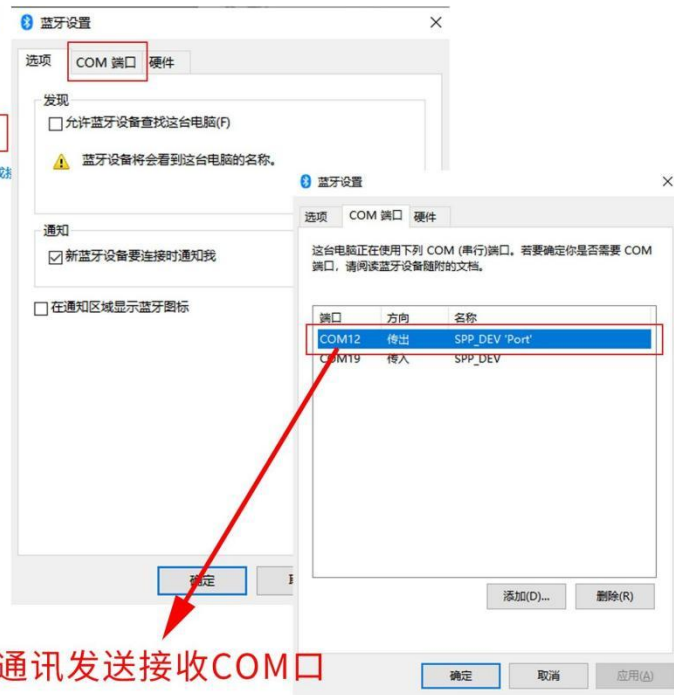 蓝牙设置
选项 COM 端口 硬件
发现
允许蓝牙设备查找这台电脑(F)
蓝牙设备将会看到这台电脑的名称。
通知
新蓝牙设备要连接时通知我
在通知区域显示蓝牙图标
确定
蓝牙设置
选项 COM 端口 硬件
这台电脑正在使用下列 COM (串行)端口。若要确定你是否需要 COM
端口，请阅读蓝牙设备随附的文档。
端口 方向 名称
COM12 传出 SPP_DEV 'Port'
COM19 传入 SPP_DEV
添加(D)... 删除(R)
确定 取消 应用(A)
通讯发送接收COM口